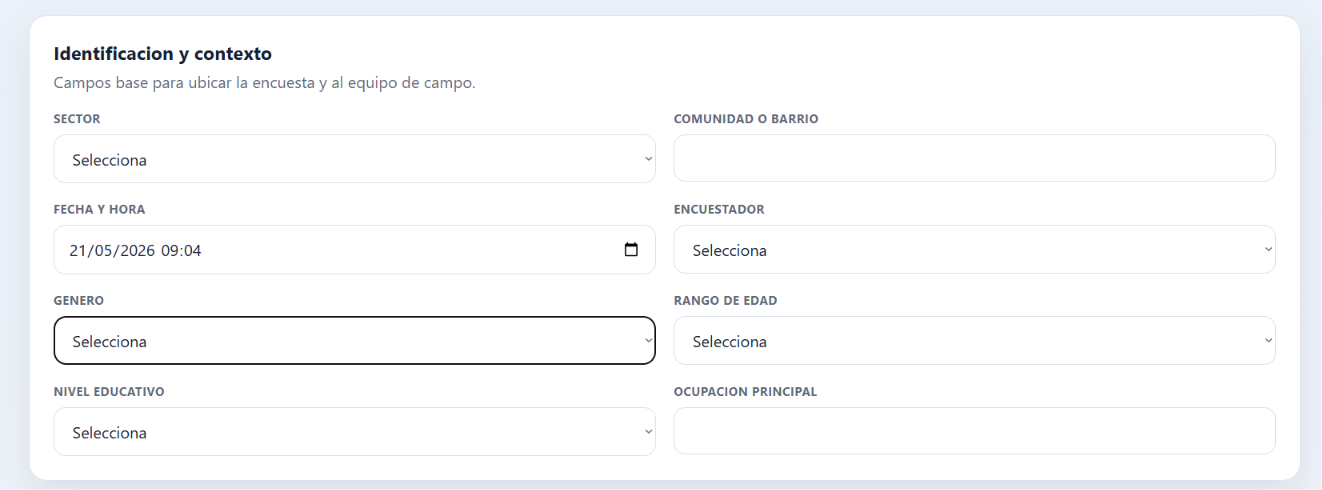 Identificacion y contexto
Campos base para ubicar la encuesta y al equipo de campo.
SECTOR
COMUNIDAD O BARRIO
Selecciona
FECHA Y HORA
ENCUESTADOR
21/05/2026 09:04
Selecciona
GENERO
RANGO DE EDAD
Selecciona
Selecciona
NIVEL EDUCATIVO
OCUPACION PRINCIPAL
Selecciona